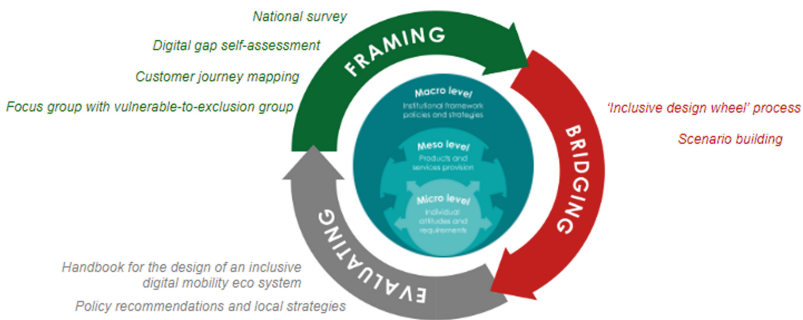 National survey
Digital gap self-assessment
Customer journey mapping
Focus group with vulnerable-to-exclusion group
FRAMING
Macro level
Institutional framework
policies and strategies
Meso level
Products and
services provision
Micro level
Individual
attitudes and
requirements
BRIDGING
'Inclusive design wheel' process
Scenario building
EVALUATING
Handbook for the design of an inclusive
digital mobility eco system
Policy recommendations and local strategies